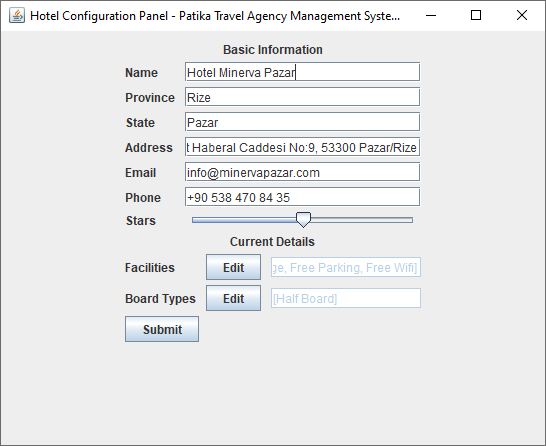 Hotel Configuration Panel - Patika Travel Agency Management Syste...
Basic Information
Name Hotel Minerva Pazar
Province Rize
State Pazar
Address t Haberal Caddesi No:9, 53300 Pazar/Rize
Email info@minervapazar.com
Phone +90 538 470 84 35
Stars
Current Details
Facilities Edit ge, Free Parking, Free Wifi]
Board Types Edit [Half Board]
Submit